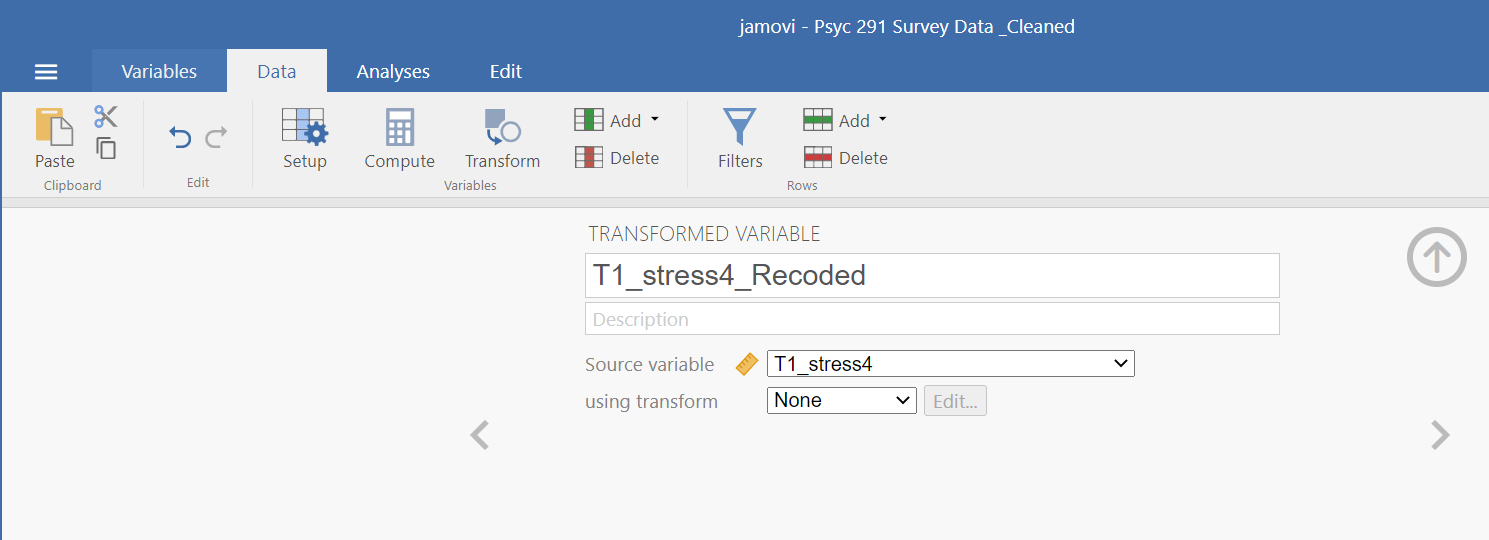 jamovi - Psyc 291 Survey Data _Cleaned
Variables Data Analyses Edit
Paste
Clipboard
Edit
Setup
Compute
Transform
Add
Delete
Variables
Filters
Add
Delete
Rows
TRANSFORMED VARIABLE
T1_stress4_Recoded
Description
Source variable T1_stress4
using transform None Edit...